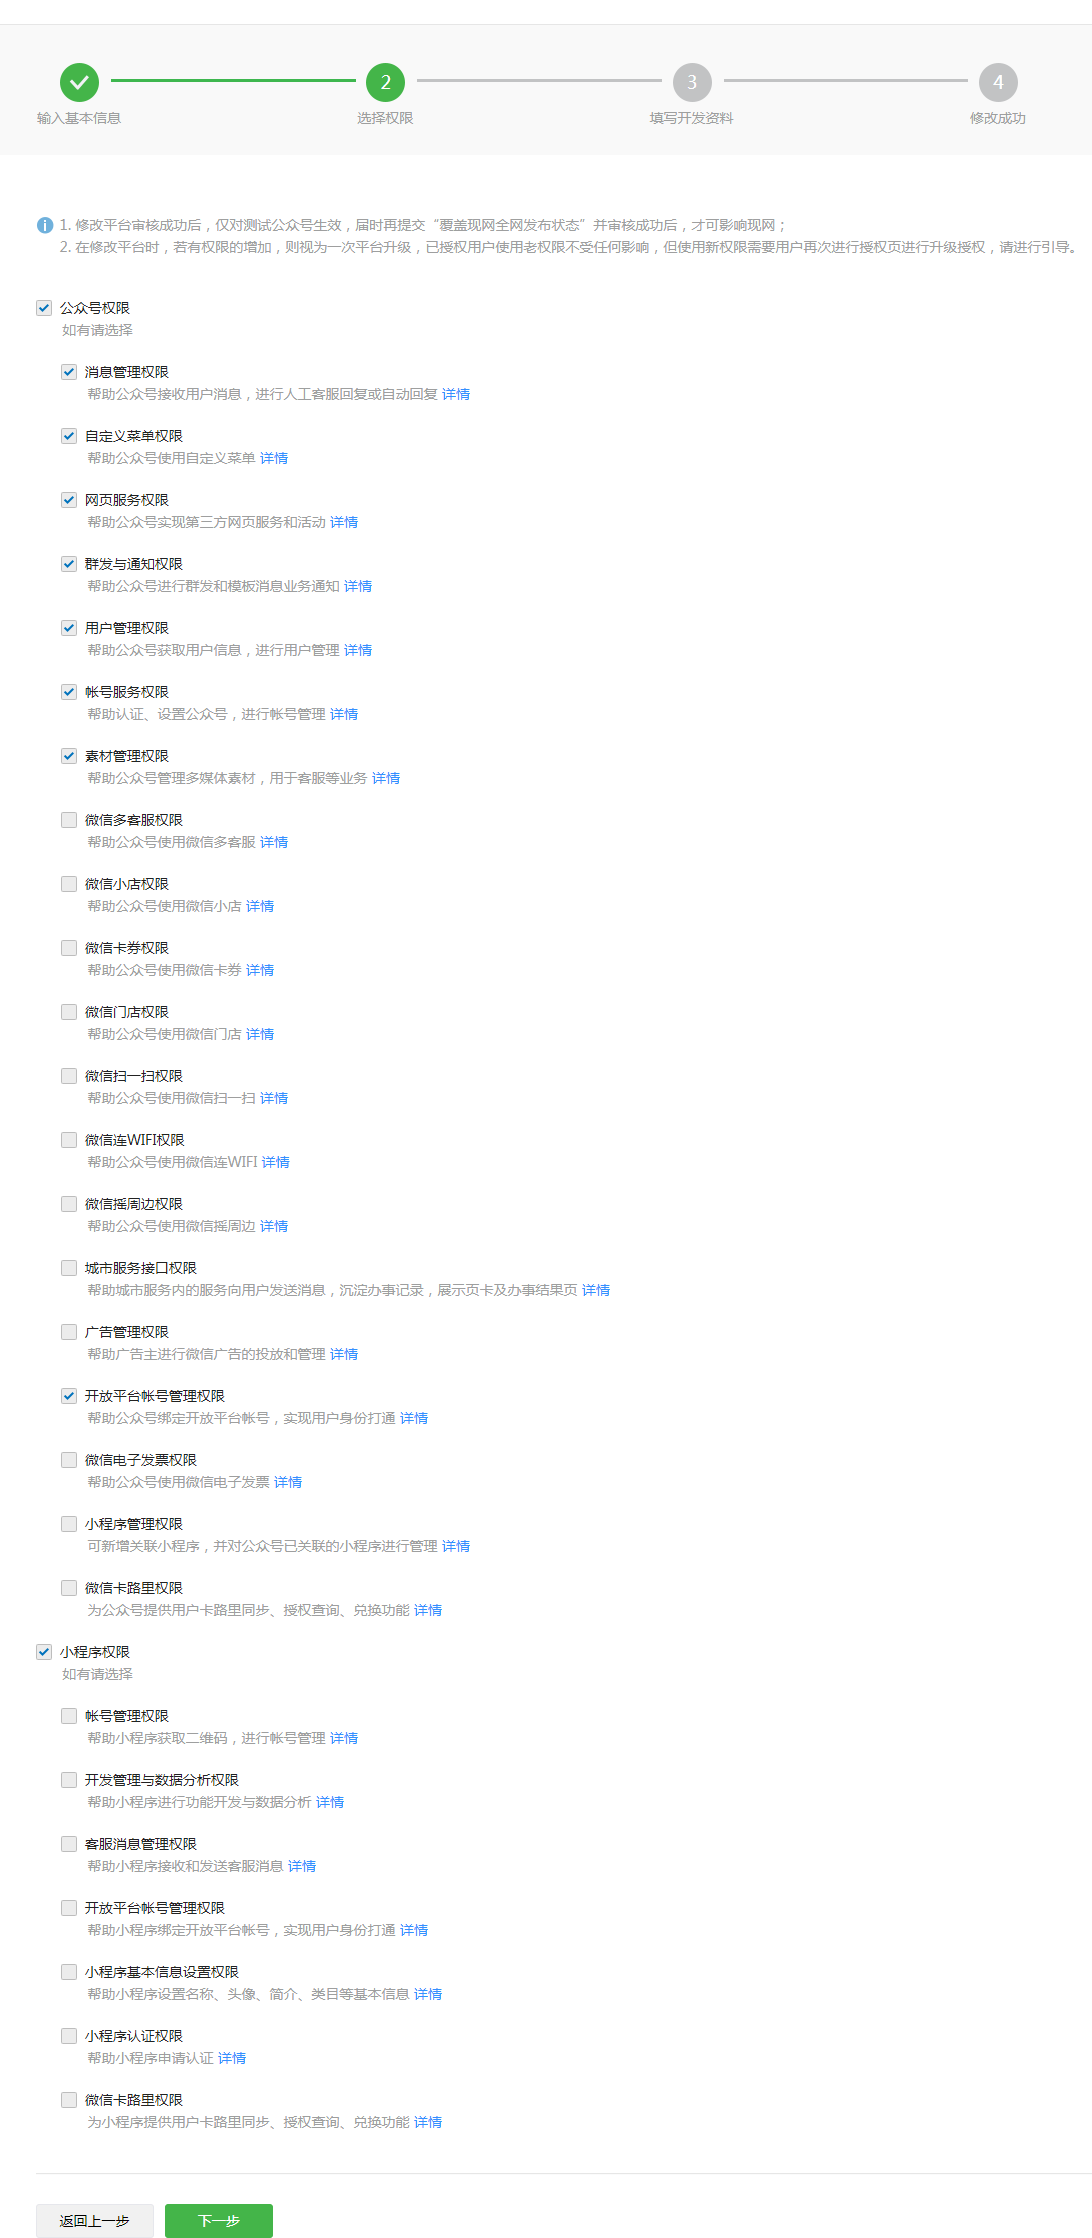 2
3
4
输入基本信息
选择权限
填写开发资料
修改成功
1. 修改平台审核成功后，仅对测试公众号生效，届时再提交“覆盖现网全网发布状态”并审核成功后，才可影响现网；
2. 在修改平台时，若有权限的增加，则视为一次平台升级，已授权用户使用老权限不受任何影响，但使用新权限需要用户再次进行授权页进行升级授权，请进行引导。
公众号权限
如有请选择
消息管理权限
帮助公众号接收用户消息，进行人工客服回复或自动回复 详情
自定义菜单权限
帮助公众号使用自定义菜单 详情
网页服务权限
帮助公众号实现第三方网页服务和活动 详情
群发与通知权限
帮助公众号进行群发和模板消息业务通知 详情
用户管理权限
帮助公众号获取用户信息，进行用户管理 详情
帐号服务权限
帮助认证、设置公众号，进行帐号管理 详情
素材管理权限
帮助公众号管理多媒体素材，用于客服等业务 详情
微信多客服权限
帮助公众号使用微信多客服 详情
微信小店权限
帮助公众号使用微信小店 详情
微信卡券权限
帮助公众号使用微信卡券 详情
微信门店权限
帮助公众号使用微信门店 详情
微信扫一扫权限
帮助公众号使用微信扫一扫 详情
微信连WIFI权限
帮助公众号使用微信连WIFI 详情
微信摇周边权限
帮助公众号使用微信摇周边 详情
城市服务接口权限
帮助城市服务内的服务向用户发送消息，沉淀办事记录，展示页卡及办事结果页 详情
广告管理权限
帮助广告主进行微信广告的投放和管理 详情
开放平台帐号管理权限
帮助公众号绑定开放平台帐号，实现用户身份打通 详情
微信电子发票权限
帮助公众号使用微信电子发票 详情
小程序管理权限
可新增关联小程序，并对公众号已关联的小程序进行管理 详情
微信卡路里权限
为公众号提供用户卡路里同步、授权查询、兑换功能 详情
小程序权限
如有请选择
帐号管理权限
帮助小程序获取二维码，进行帐号管理 详情
开发管理与数据分析权限
帮助小程序进行功能开发与数据分析 详情
客服消息管理权限
帮助小程序接收和发送客服消息 详情
开放平台帐号管理权限
帮助小程序绑定开放平台帐号，实现用户身份打通 详情
小程序基本信息设置权限
帮助小程序设置名称、头像、简介、类目等基本信息 详情
小程序认证权限
帮助小程序申请认证 详情
微信卡路里权限
为小程序提供用户卡路里同步、授权查询、兑换功能 详情
返回上一步
下一步